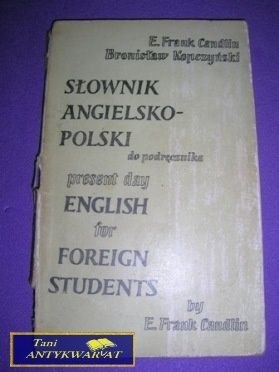 E. Frank Candlin
Bronisław Kopczyński
SŁOWNIK
ANGIELSKO-
POLSKI
do podręcznika
present day
ENGLISH
for
FOREIGN
STUDENTS
by
E. Frank Candlin
Tani
ANTYKWARIAT